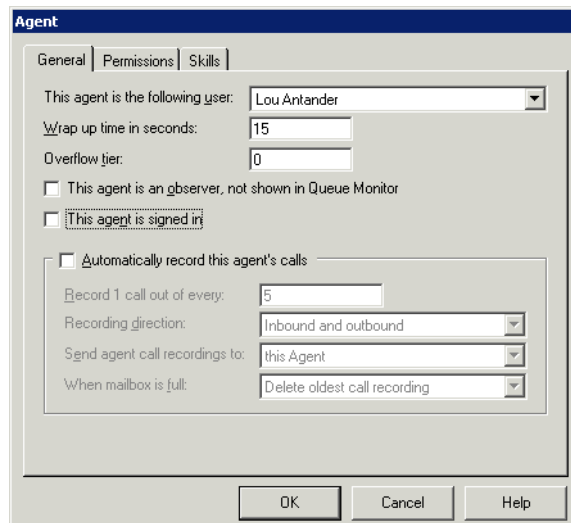 Agent
General Permissions Skills
This agent is the following user: Lou Antander
Wrap up time in seconds: 15
Overflow tier: 0
This agent is an observer, not shown in Queue Monitor
This agent is signed in
Automatically record this agent's calls
Record 1 call out of every: 5
Recording direction: Inbound and outbound
Send agent call recordings to: this Agent
When mailbox is full: Delete oldest call recording
OK Cancel Help